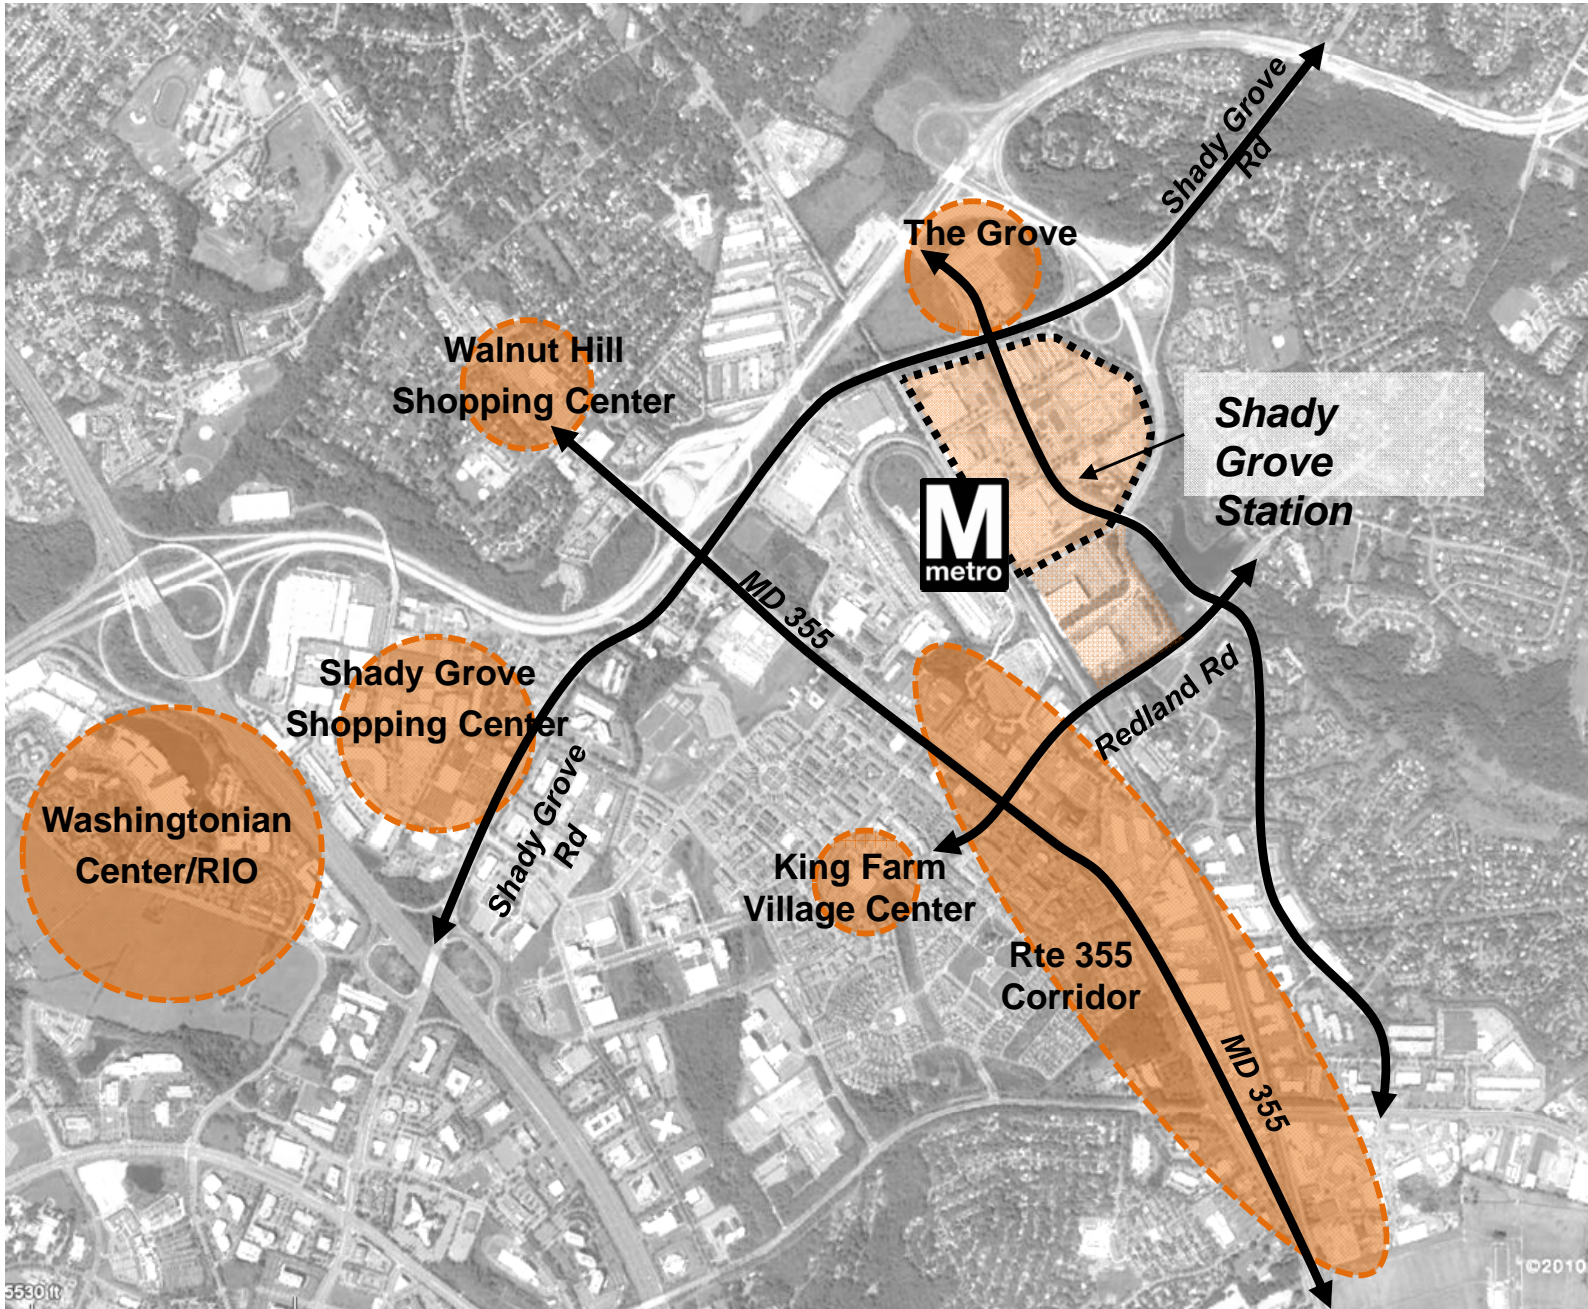 Shady Grove
Rd
The Grove
Walnut Hill
Shopping Center
Shady
Grove
Station
M
metro
MD 355
Redland Rd
Shady Grove
Shopping Center
Shady Grove
Rd
Washingtonian
Center/RIO
King Farm
Village Center
Rte 355
Corridor
MD 355
5530 ft
©2010